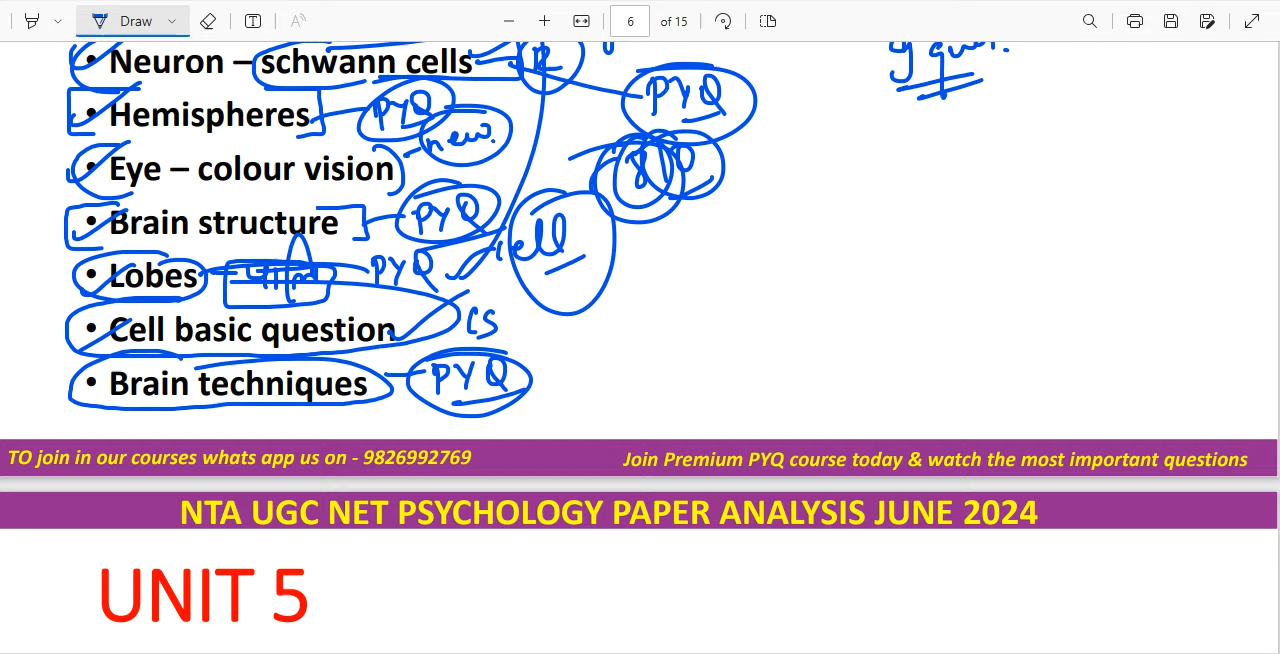 Draw 6 of 15
• Neuron – schwann cells
PYQ
• Hemispheres PYQ
new.
• Eye – colour vision
• Brain structure PYQ
cell
• Lobes PYQ
• Cell basic question CS
• Brain techniques PYQ
TO join in our courses whats app us on - 9826992769 Join Premium PYQ course today & watch the most important questions
NTA UGC NET PSYCHOLOGY PAPER ANALYSIS JUNE 2024
UNIT 5